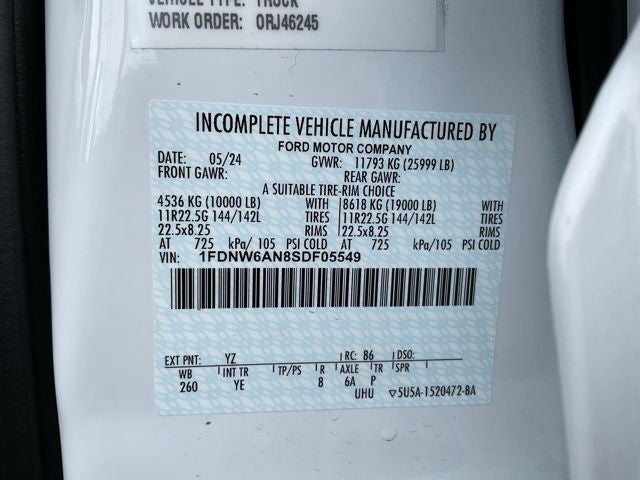 VEHICLE TYPE: TRUCK
WORK ORDER: ORJ46245
INCOMPLETE VEHICLE MANUFACTURED BY
FORD MOTOR COMPANY
DATE: 05/24 GVWR: 11793 KG (25999 LB)
FRONT GAWR: REAR GAWR:
A SUITABLE TIRE-RIM CHOICE
4536 KG (10000 LB) WITH 8618 KG (19000 LB) WITH
11R22.5G 144/142L TIRES 11R22.5G 144/142L TIRES
22.5x8.25 RIMS 22.5x8.25 RIMS
AT 725 kPa/ 105 PSI COLD AT 725 kPa/ 105 PSI COLD
VIN: 1FDNW6AN8SDF05549
EXT PNT: YZ RC: 86 DSO:
WB INT TR TP/PS R AXLE TR SPR
260 YE 8 6A P
UHU ▽5U5A-1520472-BA